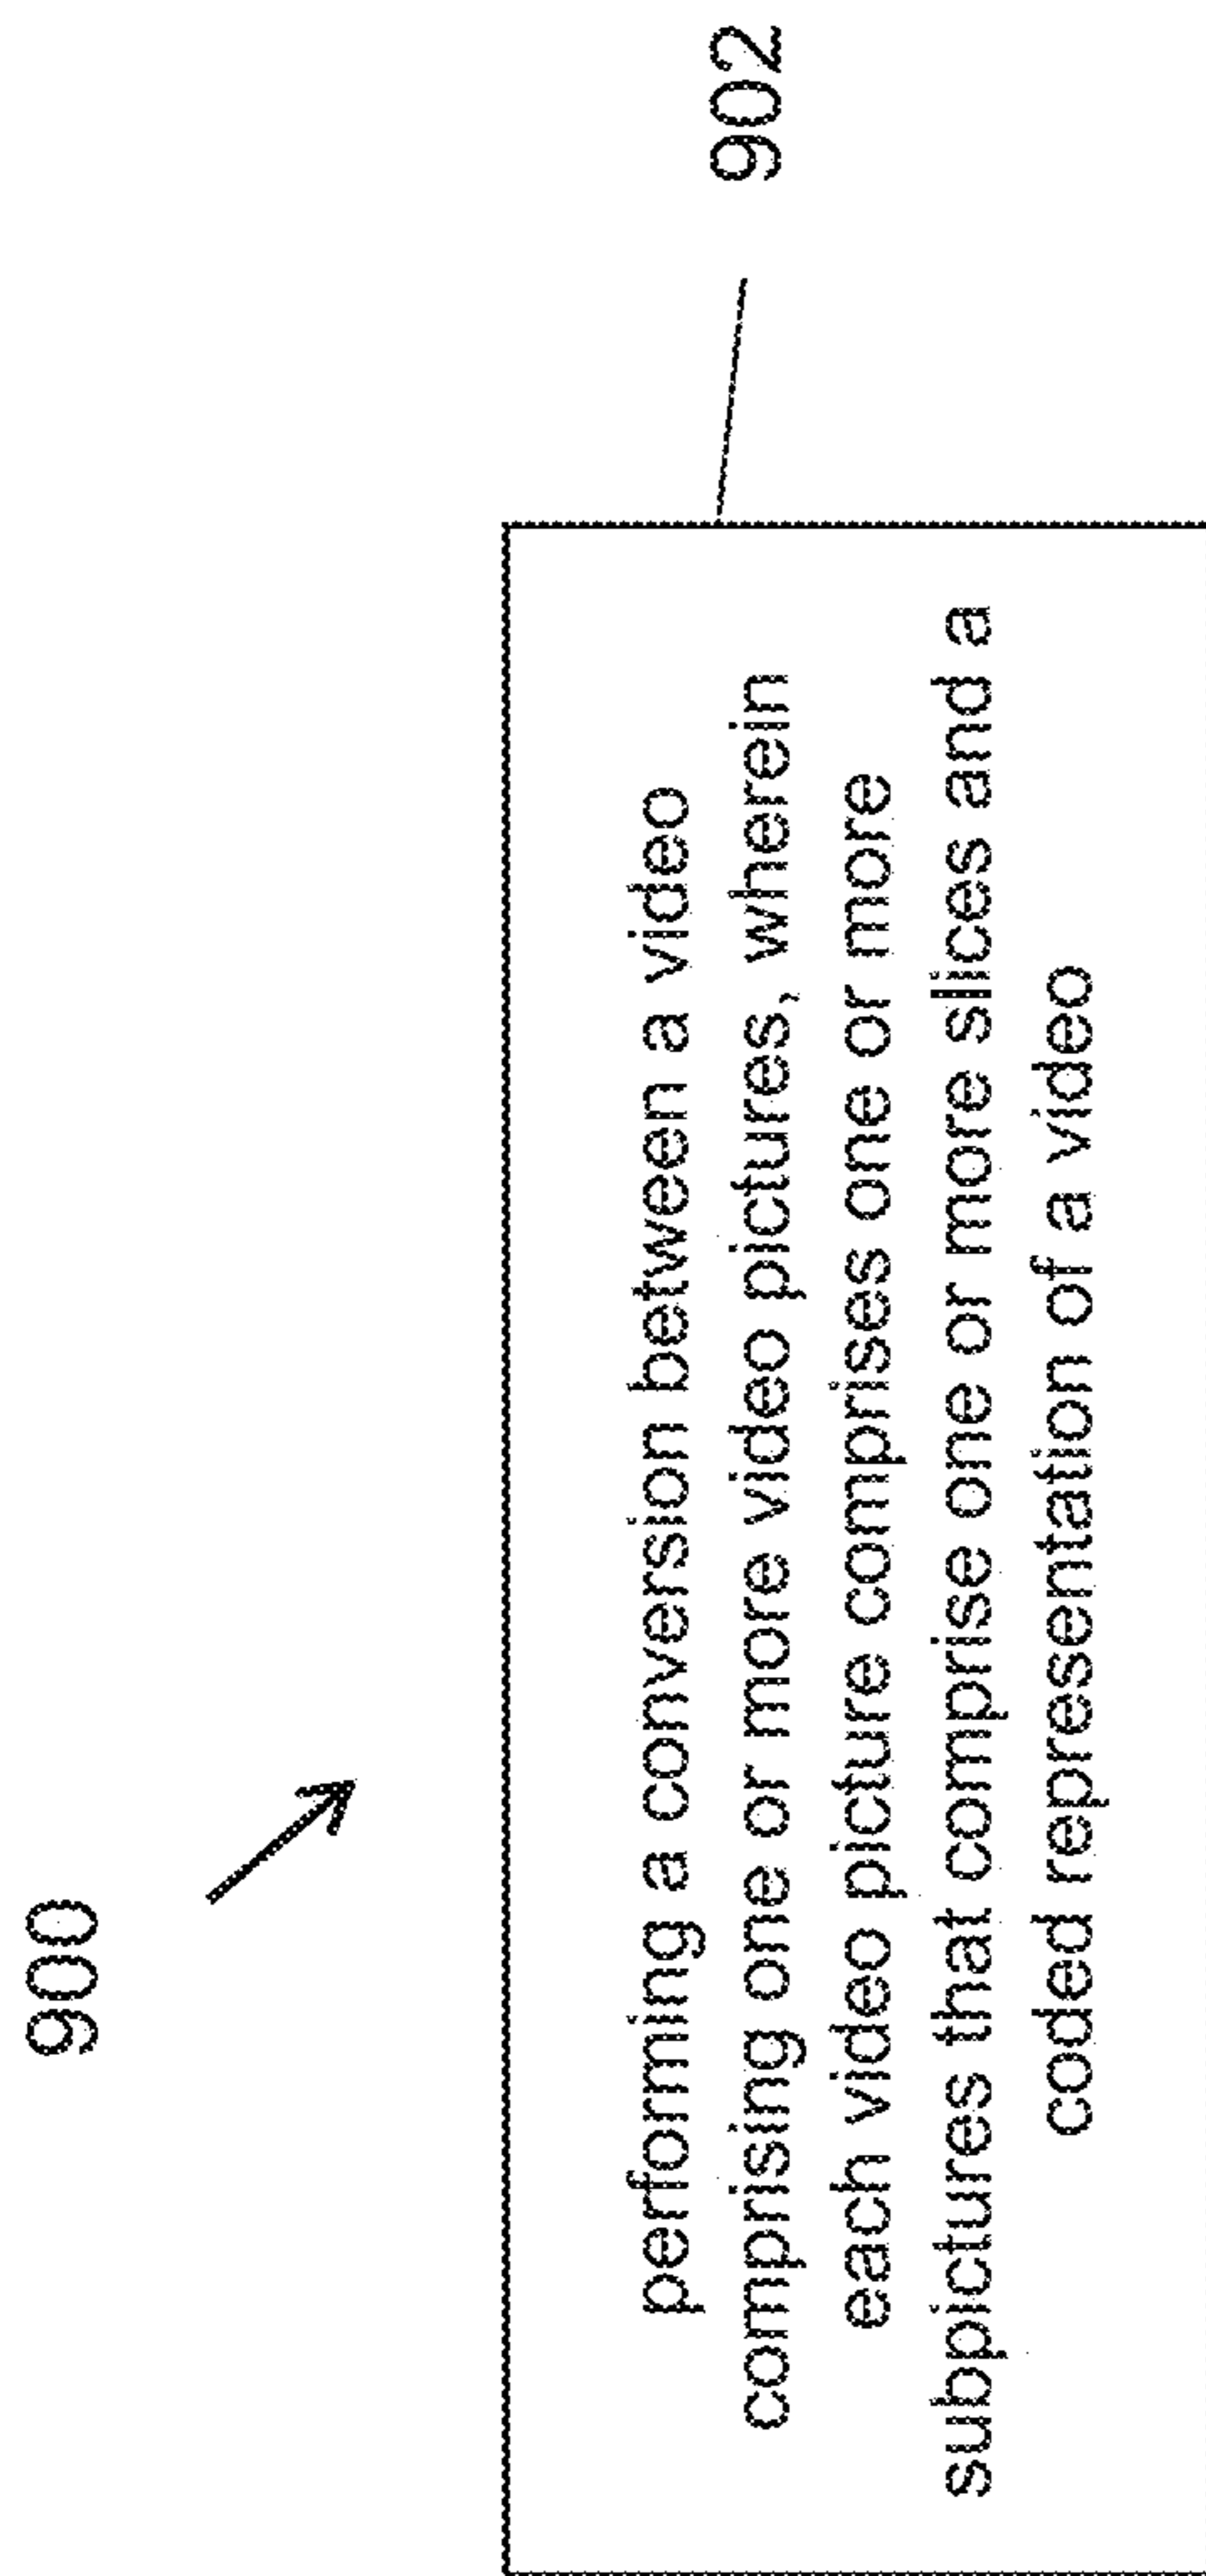 900
902
performing a conversion between a video
comprising one or more video pictures, wherein
each video picture comprises one or more
subpictures that comprise one or more slices and a
coded representation of a video